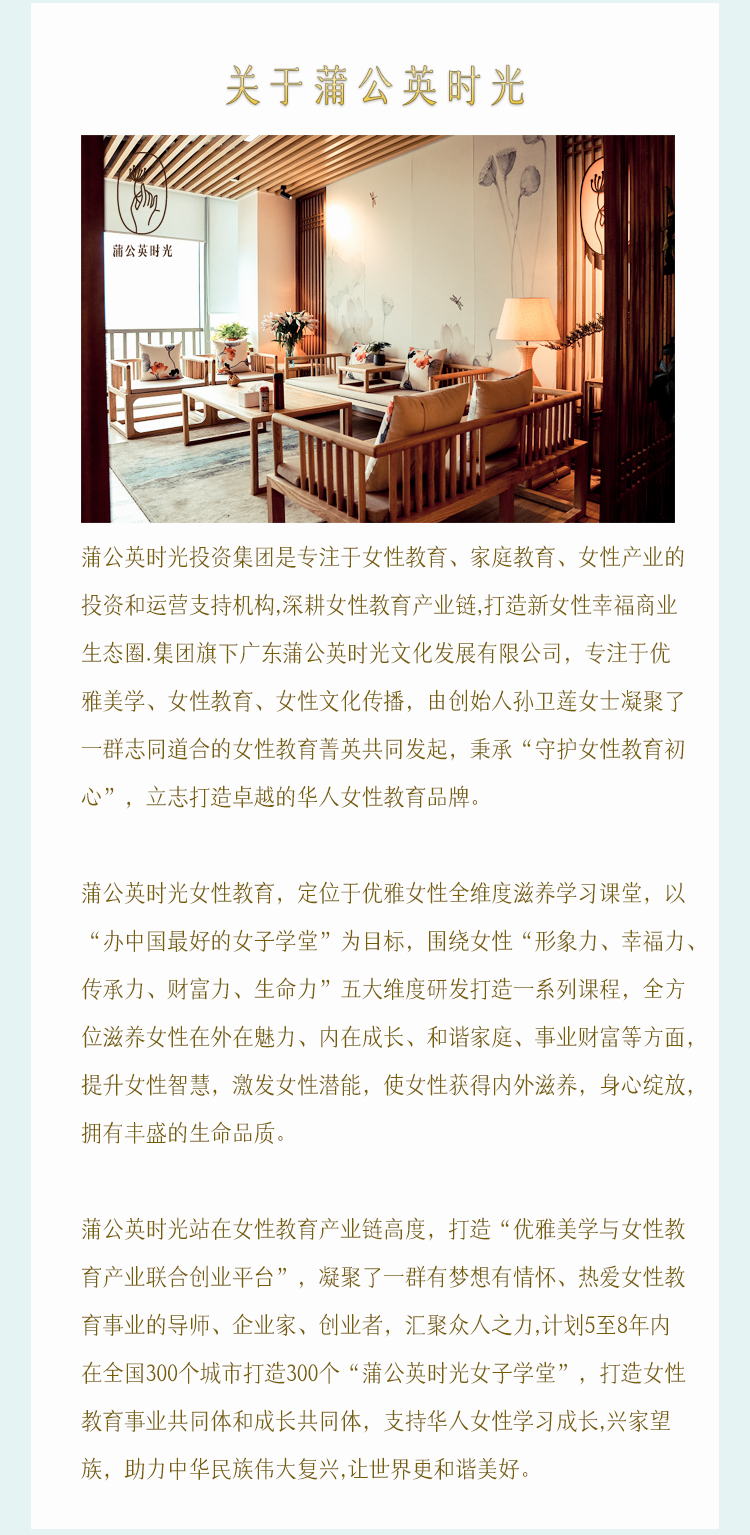 关于蒲公英时光
蒲公英时光
蒲公英时光投资集团是专注于女性教育、家庭教育、女性产业的
投资和运营支持机构,深耕女性教育产业链,打造新女性幸福商业
生态圈.集团旗下广东蒲公英时光文化发展有限公司，专注于优
雅美学、女性教育、女性文化传播，由创始人孙卫莲女士凝聚了
一群志同道合的女性教育菁英共同发起，秉承“守护女性教育初
心”，立志打造卓越的华人女性教育品牌。
蒲公英时光女性教育，定位于优雅女性全维度滋养学习课堂，以
“办中国最好的女子学堂”为目标，围绕女性“形象力、幸福力、
传承力、财富力、生命力”五大维度研发打造一系列课程，全方
位滋养女性在外在魅力、内在成长、和谐家庭、事业财富等方面，
提升女性智慧，激发女性潜能，使女性获得内外滋养，身心绽放，
拥有丰盛的生命品质。
蒲公英时光站在女性教育产业链高度，打造“优雅美学与女性教
育产业联合创业平台”，凝聚了一群有梦想有情怀、热爱女性教
育事业的导师、企业家、创业者，汇聚众人之力,计划5至8年内
在全国300个城市打造300个“蒲公英时光女子学堂”，打造女性
教育事业共同体和成长共同体，支持华人女性学习成长,兴家望
族，助力中华民族伟大复兴,让世界更和谐美好。